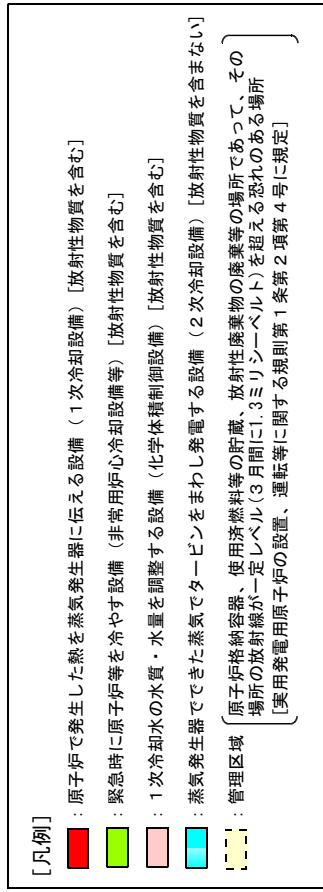 [凡例]
：原子炉で発生した熱を蒸気発生器に伝える設備（１次冷却設備）[放射性物質を含む]
：緊急時に原子炉等を冷やす設備（非常用炉心冷却設備等）[放射性物質を含む]
：１次冷却水の水質・水量を調整する設備（化学体積制御設備）[放射性物質を含む]
：蒸気発生器でできた蒸気でタービンをまわし発電する設備（２次冷却設備）[放射性物質を含まない]
：管理区域
原子炉格納容器、使用済燃料等の貯蔵、放射性廃棄物の廃棄等の場所であって、その
場所の放射線が一定レベル(３月間に1.3ミリシーベルト)を超える恐れのある場所
[実用発電用原子炉の設置、運転等に関する規則第１条第２項第４号に規定]